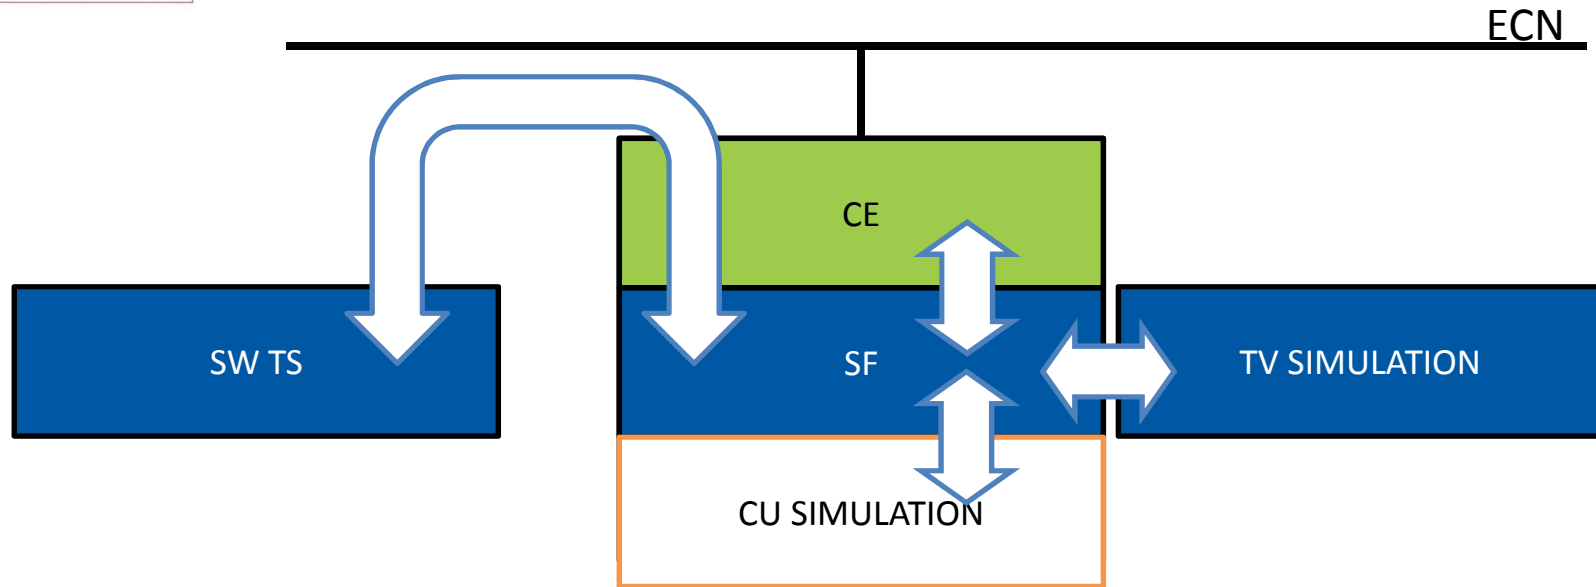 ECN
CE
SW TS
SF
TV SIMULATION
CU SIMULATION